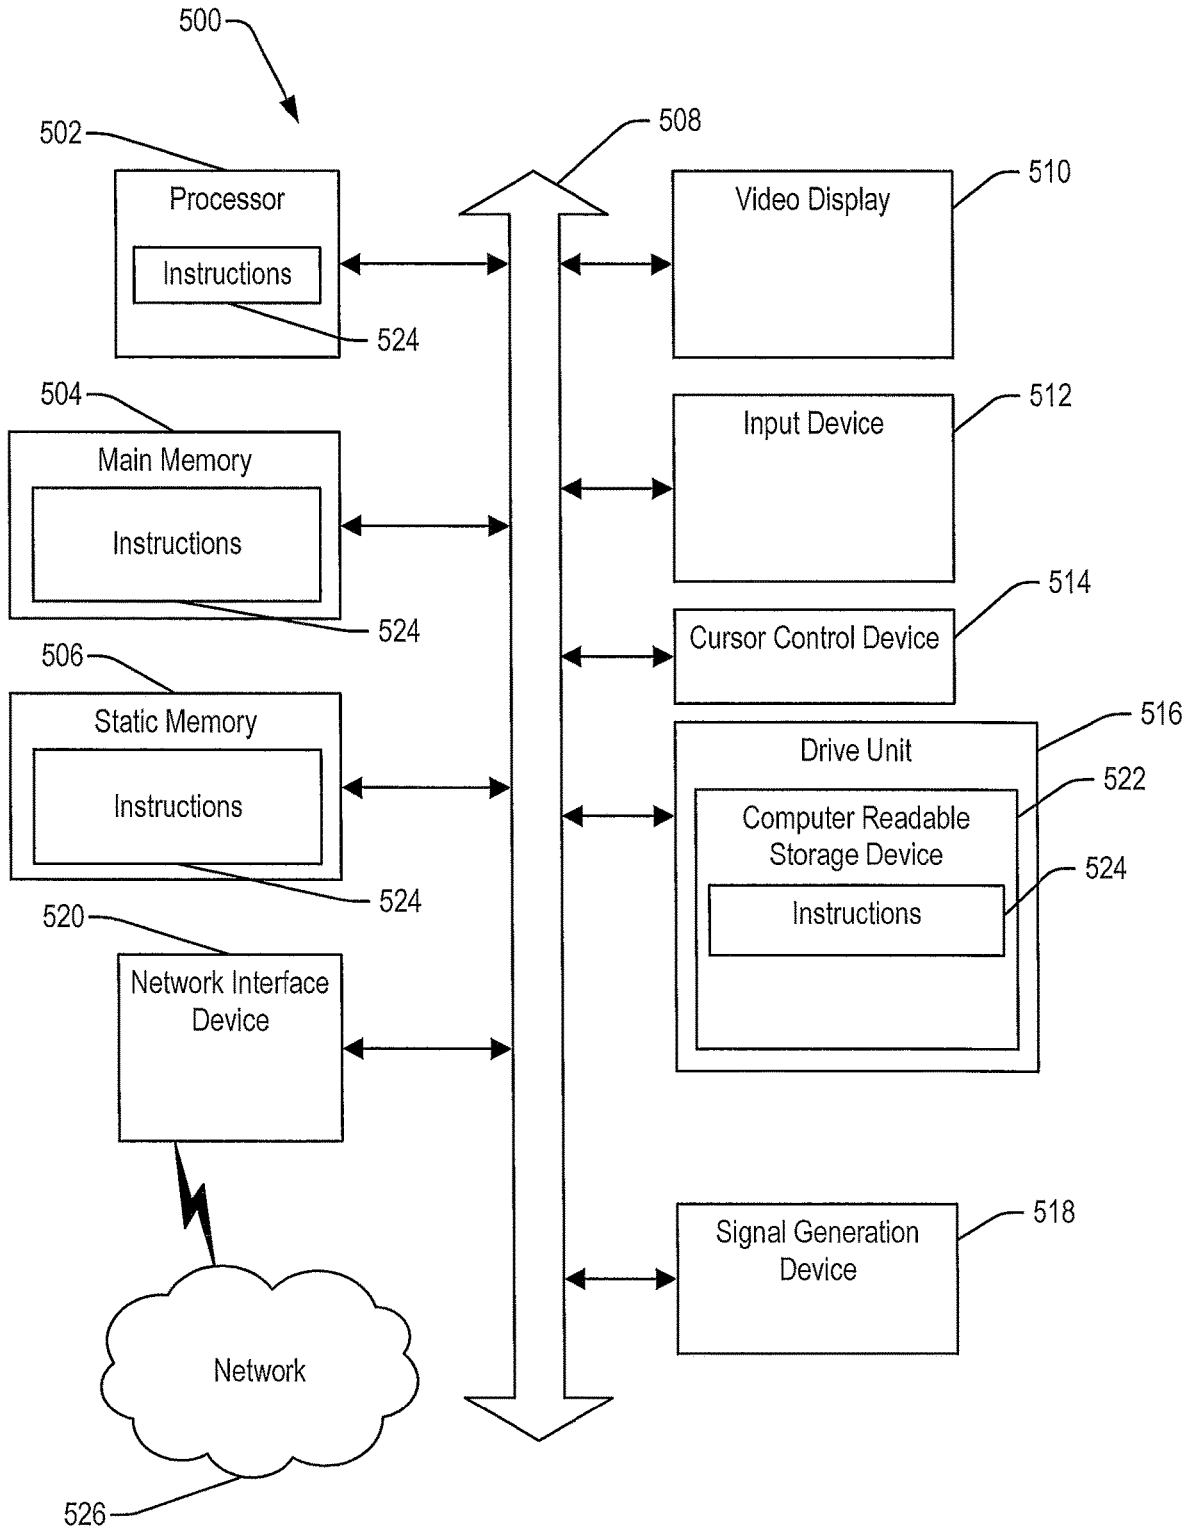 500
502
Processor
Instructions
524
504
Main Memory
Instructions
524
506
Static Memory
Instructions
524
520
Network Interface
Device
Network
526
508
510
Video Display
512
Input Device
514
Cursor Control Device
516
Drive Unit
522
Computer Readable
Storage Device
524
Instructions
518
Signal Generation
Device